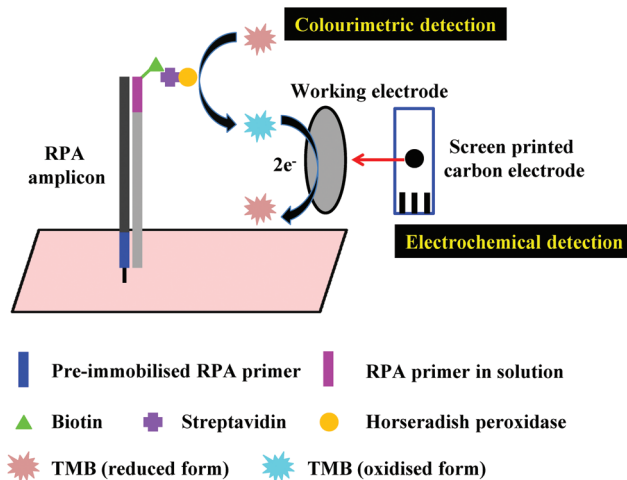 Colourimetric detection
Working electrode
RPA
amplicon
2e-
Screen printed
carbon electrode
Electrochemical detection
Pre-immobilised RPA primer
RPA primer in solution
Biotin
Streptavidin
Horseradish peroxidase
TMB (reduced form)
TMB (oxidised form)